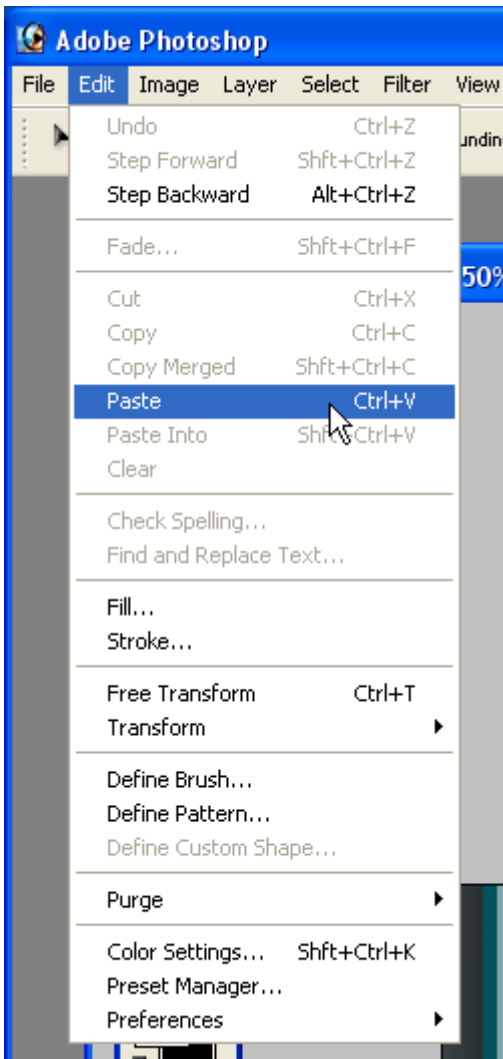 Adobe Photoshop
File Edit Image Layer Select Filter View
Undo Ctrl+Z
Step Forward Shft+Ctrl+Z
Step Backward Alt+Ctrl+Z
Fade... Shft+Ctrl+F
50%
Cut Ctrl+X
Copy Ctrl+C
Copy Merged Shft+Ctrl+C
Paste Ctrl+V
Paste Into Shft+Ctrl+V
Clear
Check Spelling...
Find and Replace Text...
Fill...
Stroke...
Free Transform Ctrl+T
Transform
Define Brush...
Define Pattern...
Define Custom Shape...
Purge
Color Settings... Shft+Ctrl+K
Preset Manager...
Preferences